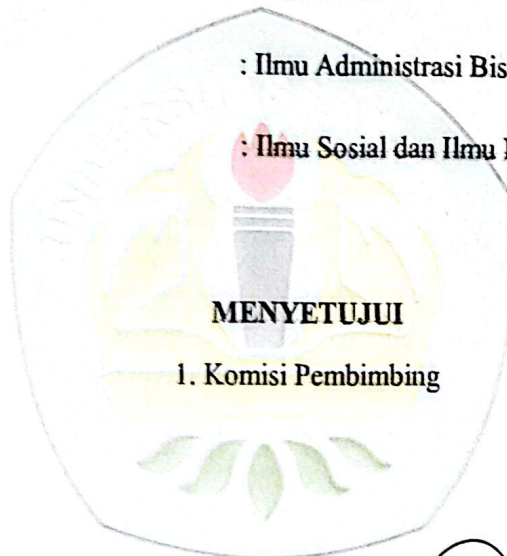 : Ilmu Administrasi Bis
: Ilmu Sosial dan Ilmu
MENYETUJUI
1. Komisi Pembimbing